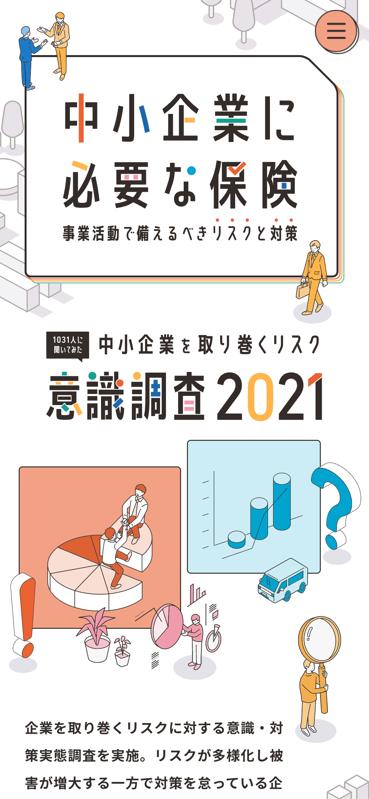 中小企業に
必要な保険
事業活動で備えるべきリスクと対策
1031人に
聞いてみた
中小企業を取り巻くリスク
意識調査2021
企業を取り巻くリスクに対する意識・対
策実態調査を実施。リスクが多様化し被
害が増大する一方で対策を怠っている企